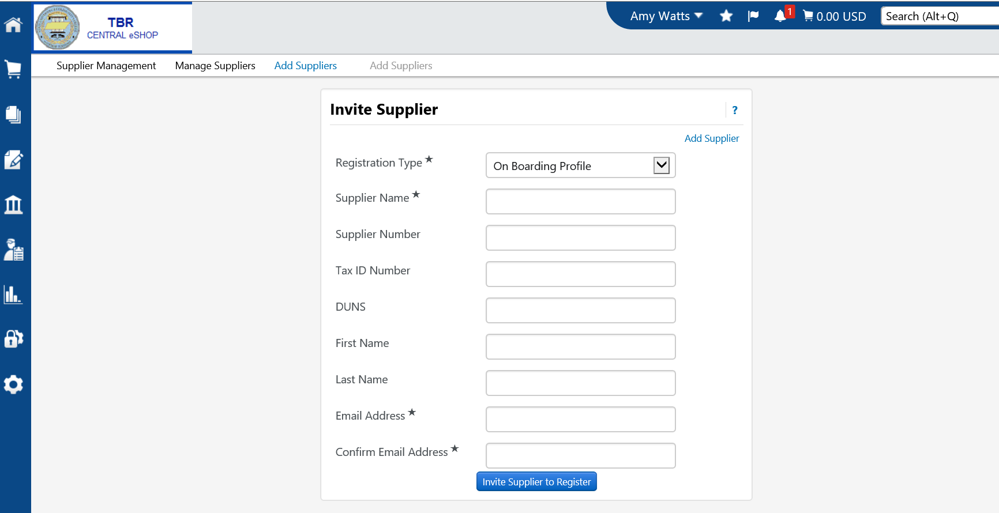 TBR
CENTRAL eSHOP
Amy Watts
1
0.00 USD
Search (Alt+Q)
Supplier Management
Manage Suppliers
Add Suppliers
Add Suppliers
Invite Supplier
?
Add Supplier
Registration Type ★
On Boarding Profile
Supplier Name ★
Supplier Number
Tax ID Number
DUNS
First Name
Last Name
Email Address ★
Confirm Email Address ★
Invite Supplier to Register